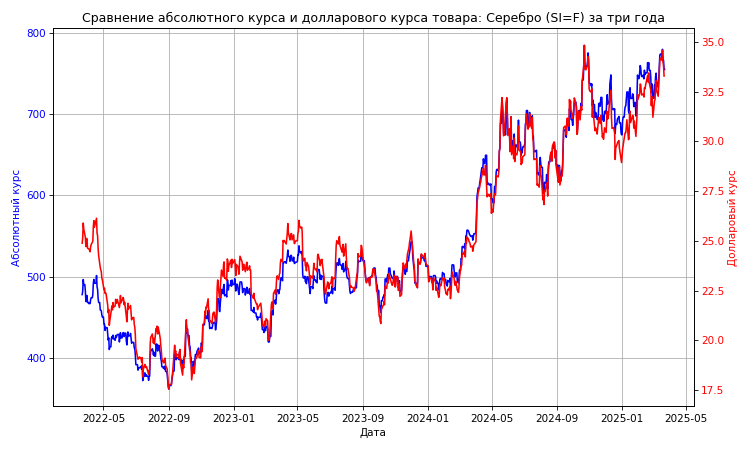 Сравнение абсолютного курса и долларового курса товара: Серебро (SI=F) за три года
Абсолютный курс
800
700
600
500
400
35.0
32.5
30.0
27.5
25.0
22.5
20.0
17.5
Долларовый курс
2022-05 2022-09 2023-01 2023-05 2023-09 2024-01 2024-05 2024-09 2025-01 2025-05
Дата